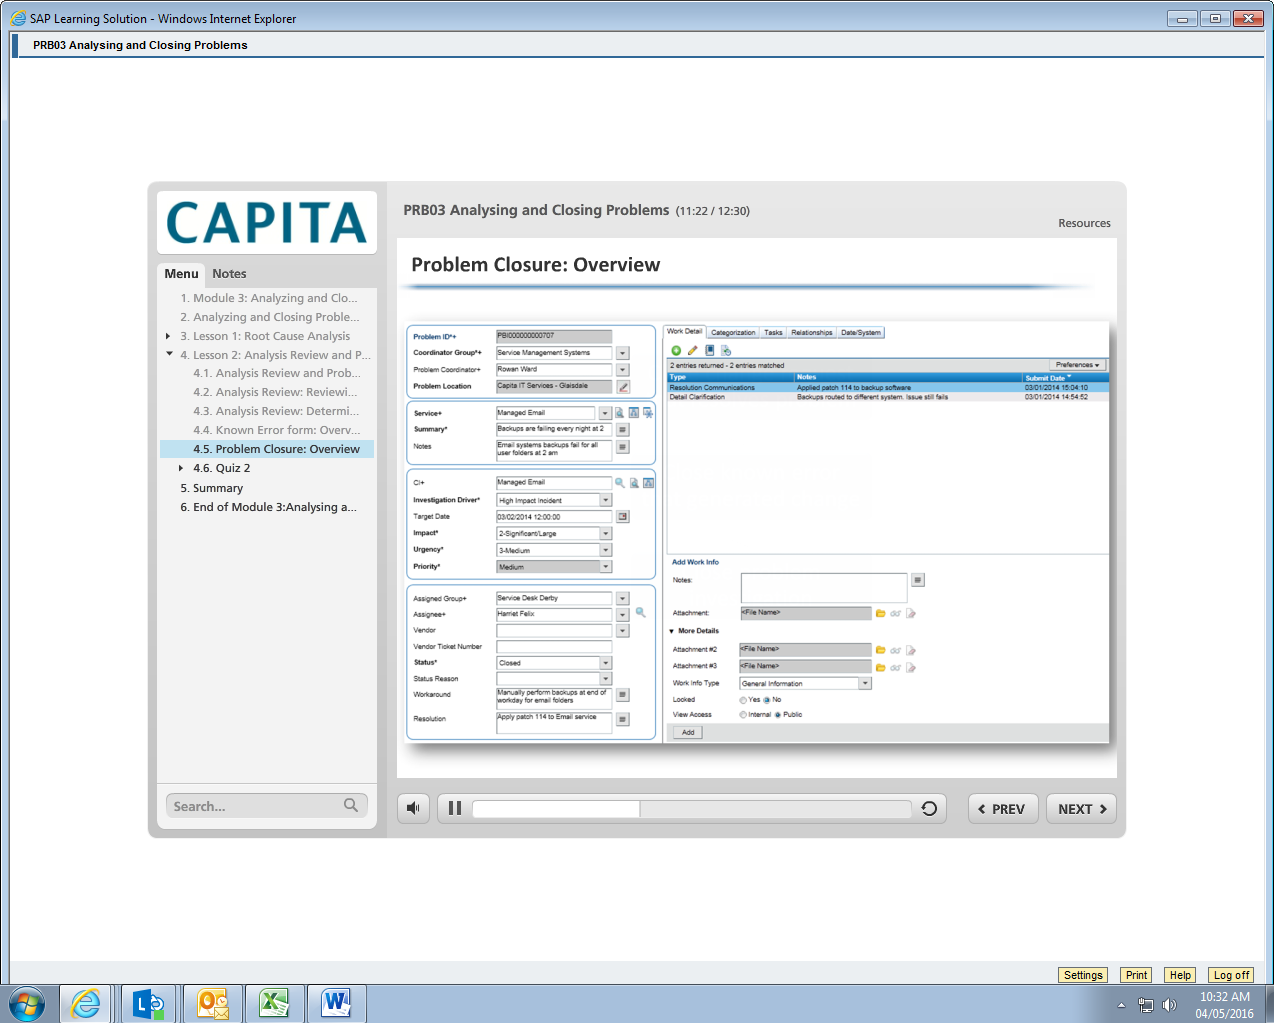 SAP Learning Solution - Windows Internet Explorer
PRB03 Analysing and Closing Problems
CAPITA
PRB03 Analysing and Closing Problems (11:22 / 12:30)
Resources
Menu
Notes
1. Module 3: Analyzing and Clo...
2. Analyzing and Closing Proble...
3. Lesson 1: Root Cause Analysis
4. Lesson 2: Analysis Review and P...
4.1. Analysis Review and Prob...
4.2. Analysis Review: Reviewi...
4.3. Analysis Review: Determi...
4.4. Known Error form: Overv...
4.5. Problem Closure: Overview
4.6. Quiz 2
5. Summary
6. End of Module 3:Analysing a...
Search...
Problem Closure: Overview
Problem ID*+ PBI000000000707
Coordinator Group*+ Service Management Systems
Problem Coordinator+ Rowan Ward
Problem Location Capita IT Services - Glaisdale
Service+ Managed Email
Summary* Backups are failing every night at 2
Notes Email systems backups fail for all
user folders at 2 am
CI+ Managed Email
Investigation Driver* High Impact Incident
Target Date 03/02/2014 12:00:00
Impact* 2-Significant/Large
Urgency* 3-Medium
Priority* Medium
Assigned Group+ Service Desk Derby
Assignee+ Harriet Felix
Vendor
Vendor Ticket Number
Status* Closed
Status Reason
Workaround Manually perform backups at end of
workday for email folders
Resolution Apply patch 114 to Email service
Work Detail Categorization Tasks Relationships Date/System
2 entries returned - 2 entries matched Preferences
Type Notes Submit Date
Resolution Communications Applied patch 114 to backup software 03/01/2014 15:04:10
Detail Clarification Backups routed to different system. Issue still fails 03/01/2014 14:54:52
Add Work Info
Notes:
Attachment: <File Name>
More Details
Attachment #2 <File Name>
Attachment #3 <File Name>
Work Info Type General Information
Locked Yes No
View Access Internal Public
Add
PREV
NEXT
Settings Print Help Log off
10:32 AM
04/05/2016